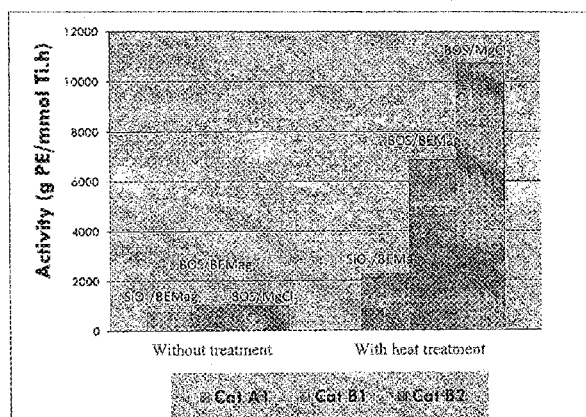 12000
10000
8000
6000
4000
2000
0
Activity (g PE/mmol Ti.h)
BOS/MgCl
BOS/BEMag
SiO₂/BEMag
BOS/BEMag
SiO₂/BEMag
BOS/MgCl
Without treatment
With heat treatment
Cat A1 Cat B1 Cat B2